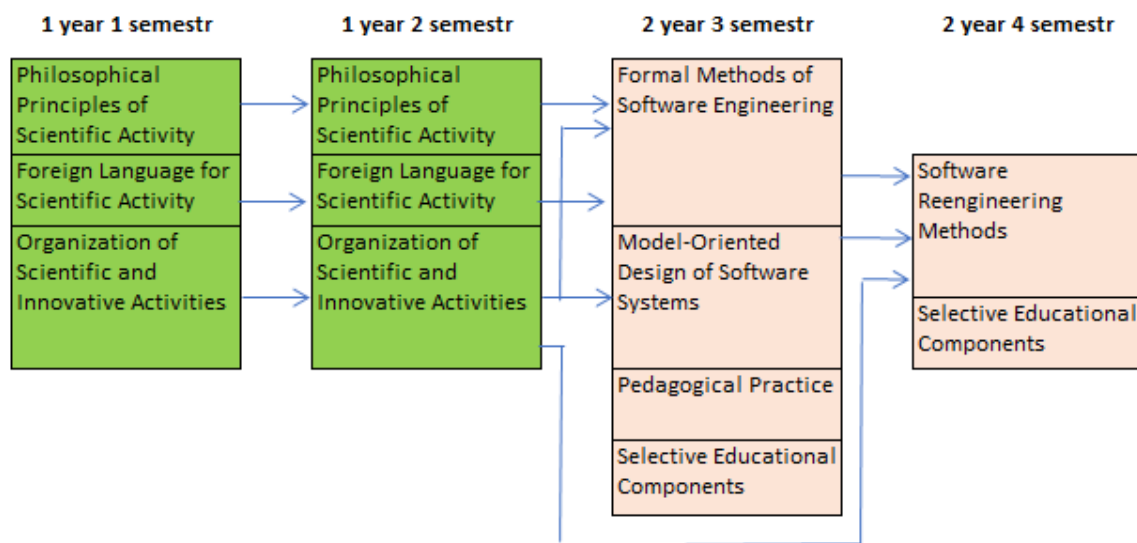 1 year 1 semestr
1 year 2 semestr
2 year 3 semestr
2 year 4 semestr
Philosophical
Principles of
Scientific Activity
Foreign Language for
Scientific Activity
Organization of
Scientific and
Innovative Activities
Philosophical
Principles of
Scientific Activity
Foreign Language for
Scientific Activity
Organization of
Scientific and
Innovative Activities
Formal Methods of
Software Engineering
Model-Oriented
Design of Software
Systems
Pedagogical Practice
Selective Educational
Components
Software
Reengineering
Methods
Selective Educational
Components